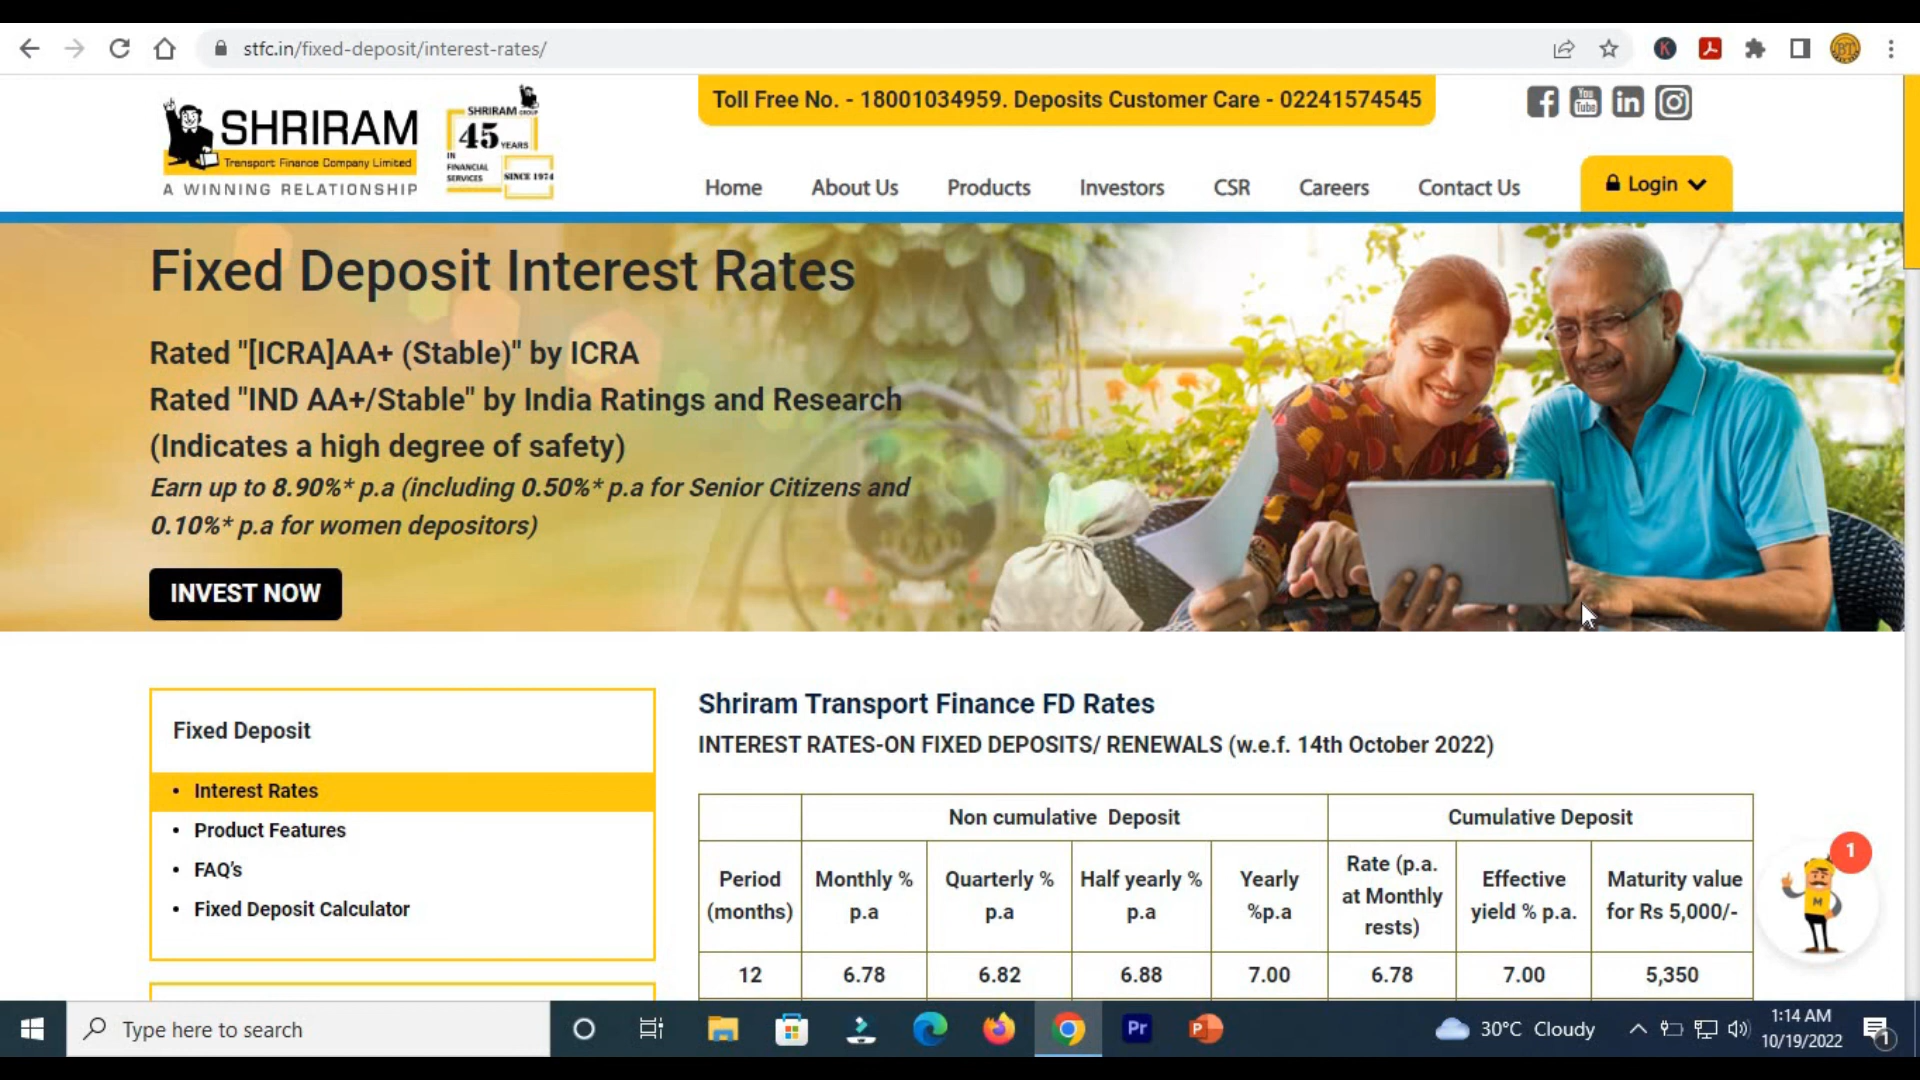 stfc.in/fixed-deposit/interest-rates/
SHRIRAM
Transport Finance Company Limited
A WINNING RELATIONSHIP
SHRIRAM GROUP
45 YEARS
IN
FINANCIAL
SERVICES
SINCE 1974
Toll Free No. - 18001034959. Deposits Customer Care - 02241574545
You
Tube
Home About Us Products Investors CSR Careers Contact Us Login
Fixed Deposit Interest Rates
Rated "[ICRA]AA+ (Stable)" by ICRA
Rated "IND AA+/Stable" by India Ratings and Research
(Indicates a high degree of safety)
Earn up to 8.90%* p.a (including 0.50%* p.a for Senior Citizens and
0.10%* p.a for women depositors)
INVEST NOW
Fixed Deposit
• Interest Rates
• Product Features
• FAQ's
• Fixed Deposit Calculator
Shriram Transport Finance FD Rates
INTEREST RATES-ON FIXED DEPOSITS/ RENEWALS (w.e.f. 14th October 2022)
Non cumulative Deposit Cumulative Deposit
Period (months) Monthly % p.a Quarterly % p.a Half yearly % p.a Yearly %p.a Rate (p.a. at Monthly rests) Effective yield % p.a. Maturity value for Rs 5,000/-
12 6.78 6.82 6.88 7.00 6.78 7.00 5,350
1
M
Type here to search
Pr
P
30°C Cloudy
1:14 AM
10/19/2022
1